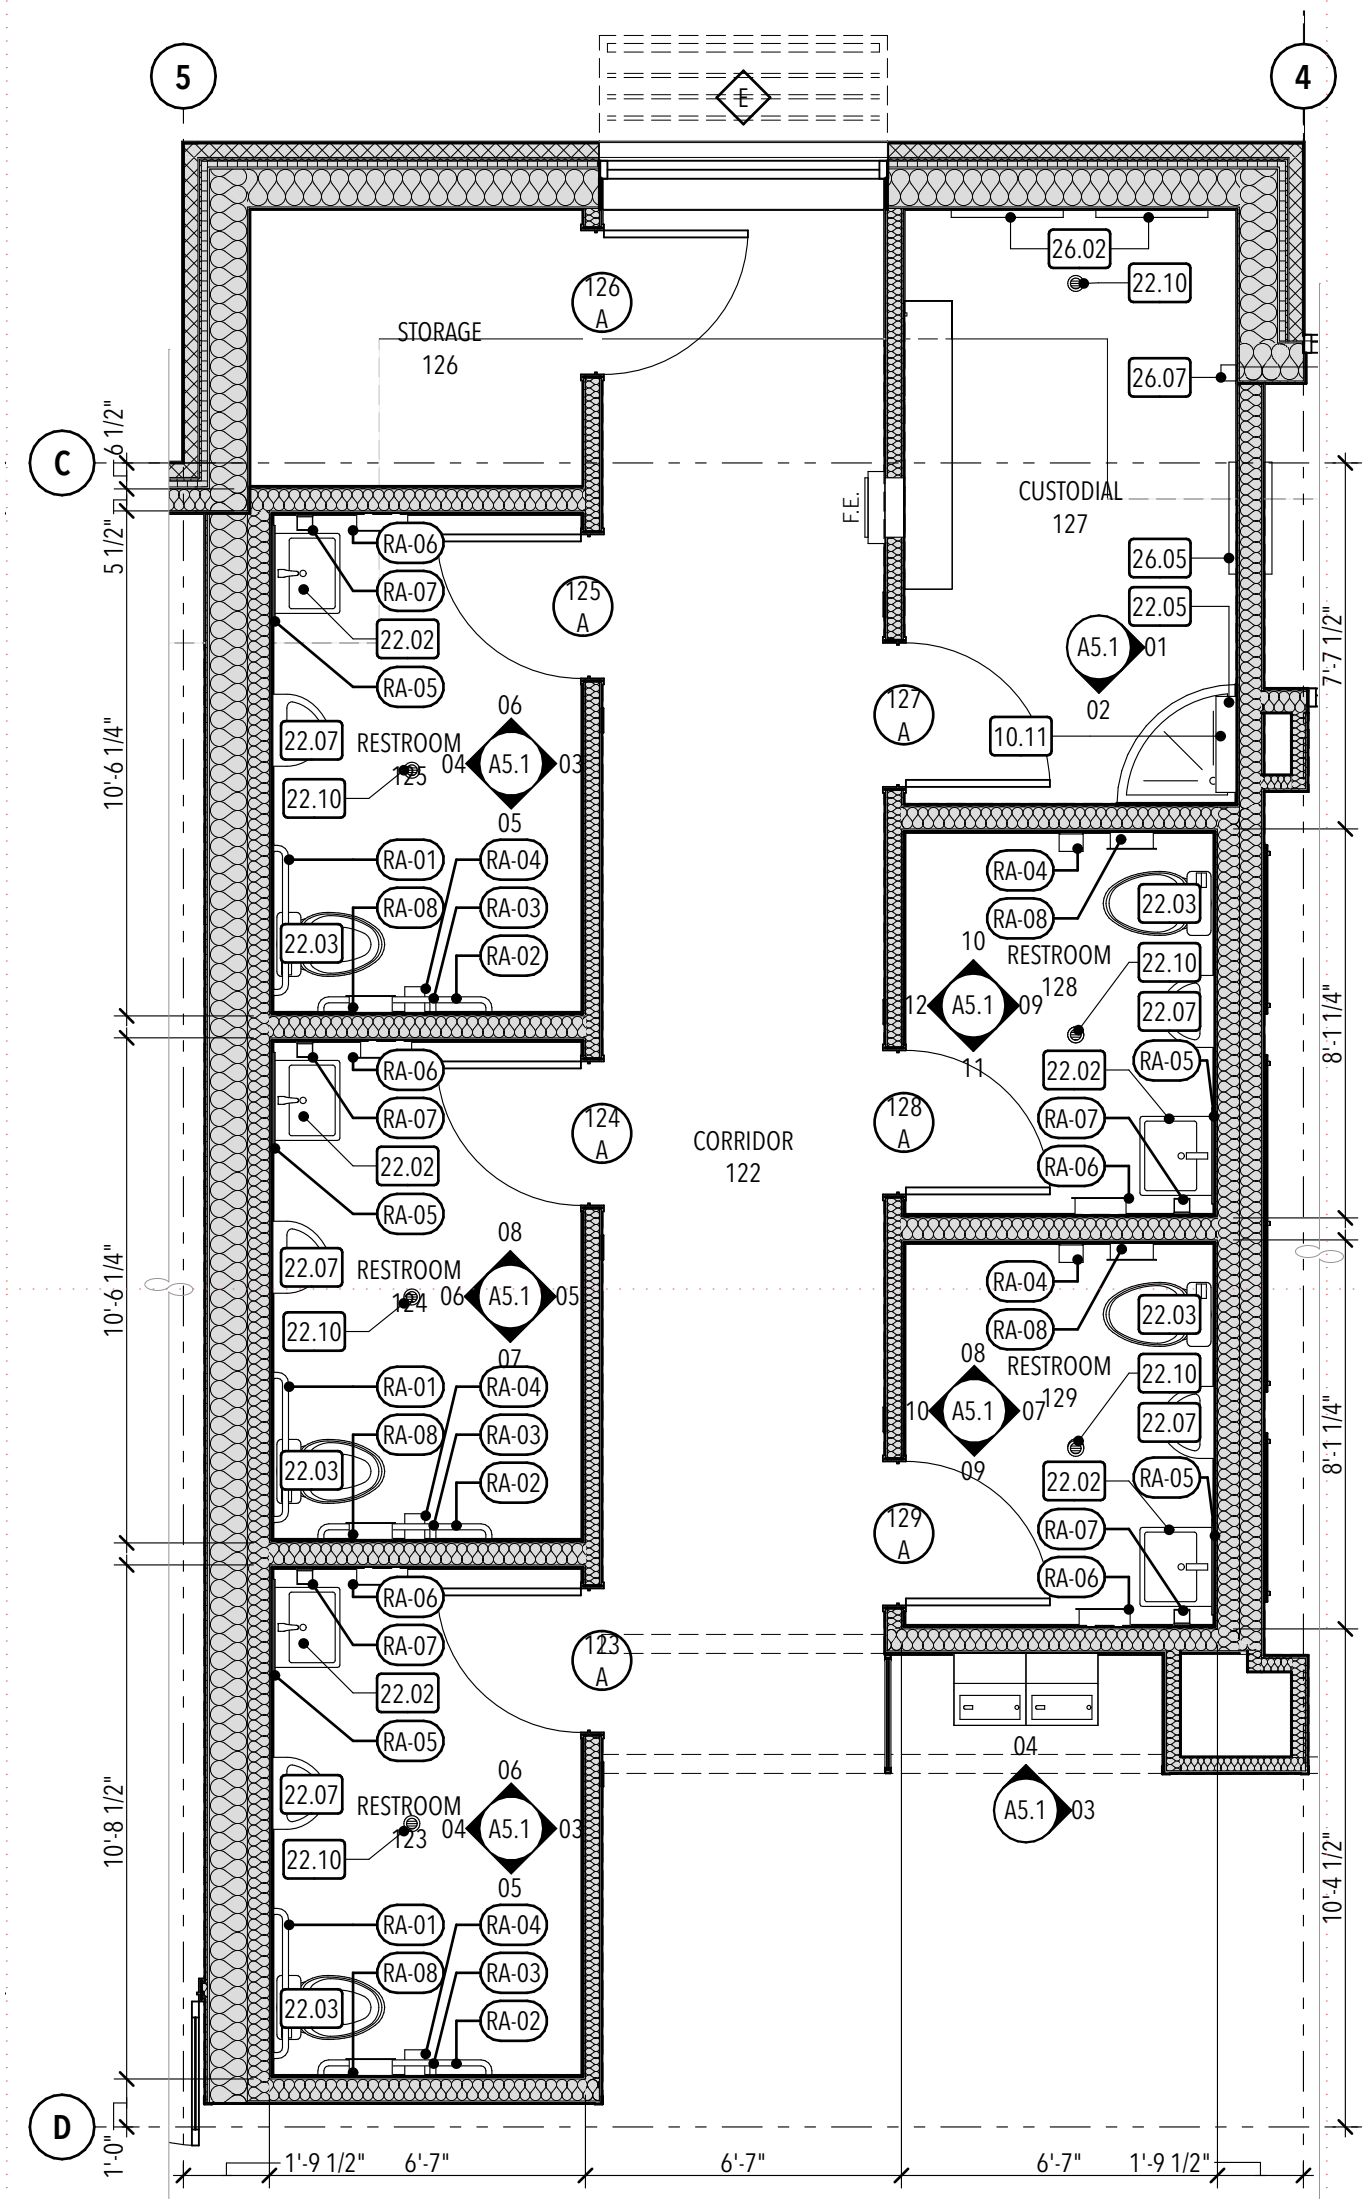 5
4
E
26.02
22.10
126
A
STORAGE
126
26.07
6 1/2"
C
CUSTODIAL
127
F.E.
5 1/2"
RA-06
26.05
RA-07
125
A
22.05
22.02
A5.1
01
7'-7 1/2"
RA-05
02
06
127
A
10.11
22.07
RESTROOM
125
04
A5.1
03
22.10
05
10'-6 1/4"
RA-01
RA-04
RA-08
RA-03
22.03
RA-02
RA-04
22.03
RA-08
10
RESTROOM
128
22.10
12
A5.1
09
22.07
11
8'-1 1/4"
22.02
RA-05
RA-06
RA-07
124
A
CORRIDOR
122
128
A
RA-07
22.02
RA-06
RA-05
08
22.07
RESTROOM
124
06
A5.1
05
22.10
07
10'-6 1/4"
RA-04
22.03
RA-08
RA-01
RA-04
08
RESTROOM
129
22.10
RA-08
RA-03
10
A5.1
07
22.07
22.03
RA-02
09
22.02
RA-05
8'-1 1/4"
RA-07
129
A
RA-06
RA-06
RA-07
123
A
22.02
RA-05
04
06
22.07
RESTROOM
123
04
A5.1
03
A5.1
03
22.10
05
10'-8 1/2"
10'-4 1/2"
RA-01
RA-04
RA-08
RA-03
22.03
RA-02
D
1'-0"
1'-9 1/2"
6'-7"
6'-7"
6'-7"
1'-9 1/2"